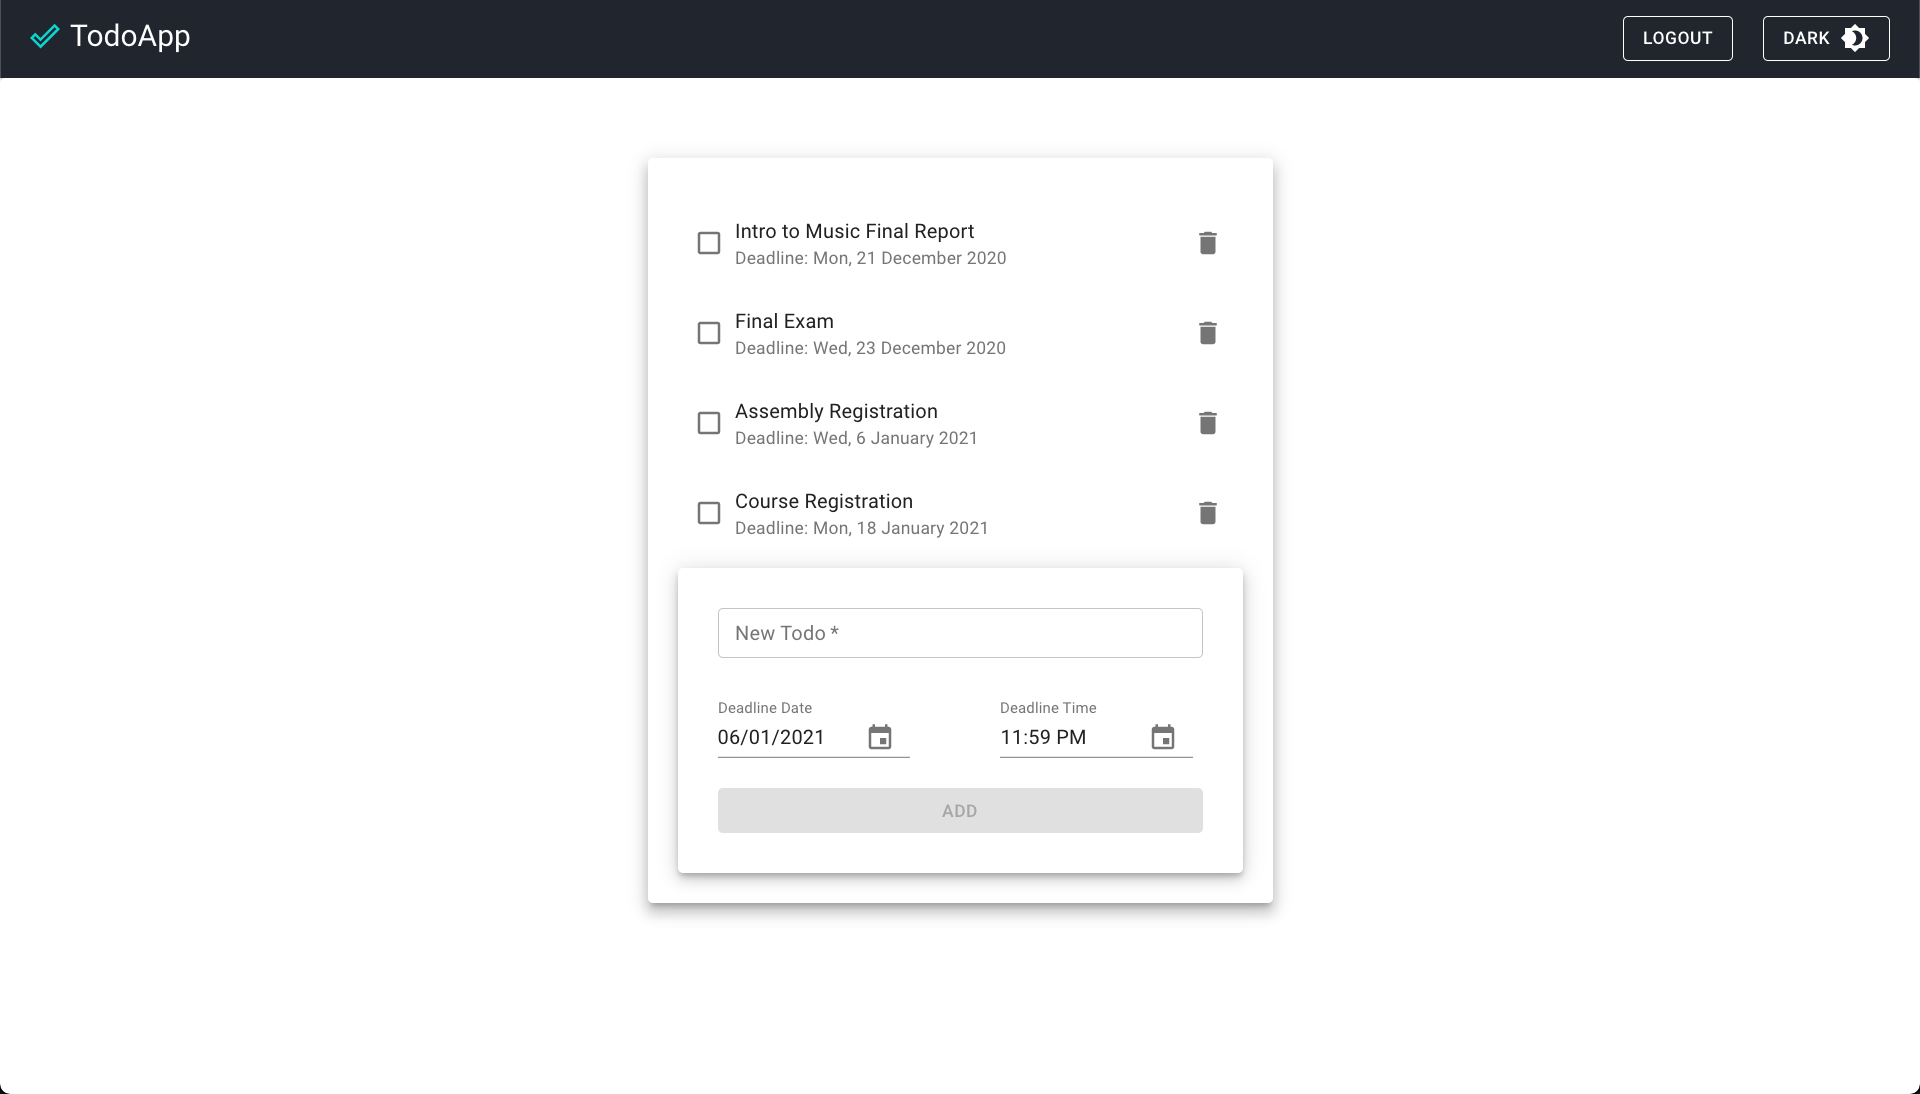 TodoApp
LOGOUT
DARK
Intro to Music Final Report
Deadline: Mon, 21 December 2020
Final Exam
Deadline: Wed, 23 December 2020
Assembly Registration
Deadline: Wed, 6 January 2021
Course Registration
Deadline: Mon, 18 January 2021
New Todo *
Deadline Date
06/01/2021
Deadline Time
11:59 PM
ADD